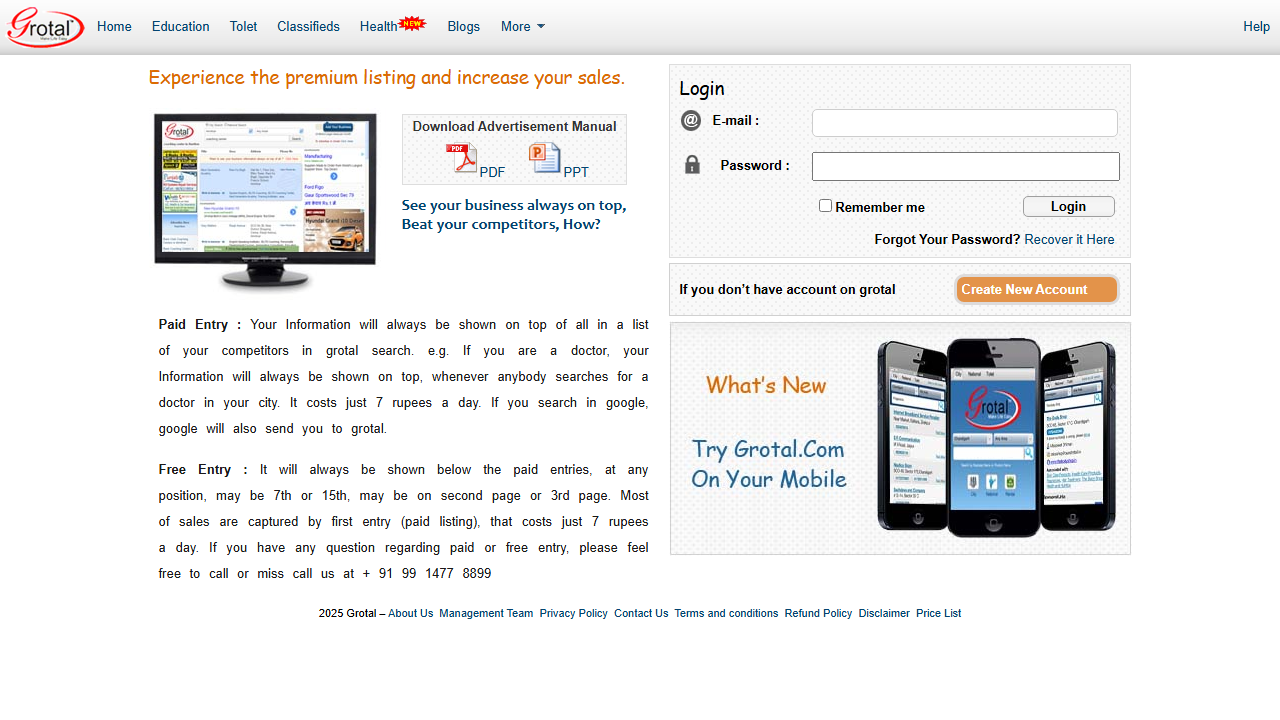 Grotal
Make Life Easy
Home Education Tolet Classifieds Health NEW Blogs More Help
Experience the premium listing and increase your sales.
Download Advertisement Manual
PDF PPT
See your business always on top,
Beat your competitors, How?
Paid Entry : Your Information will always be shown on top of all in a list
of your competitors in grotal search. e.g. If you are a doctor, your
Information will always be shown on top, whenever anybody searches for a
doctor in your city. It costs just 7 rupees a day. If you search in google,
google will also send you to grotal.
Free Entry : It will always be shown below the paid entries, at any
position, may be 7th or 15th, may be on second page or 3rd page. Most
of sales are captured by first entry (paid listing), that costs just 7 rupees
a day. If you have any question regarding paid or free entry, please feel
free to call or miss call us at + 91 99 1477 8899
Login
E-mail :
Password :
Remember me Login
Forgot Your Password? Recover it Here
If you don't have account on grotal Create New Account
What's New
Try Grotal.Com
On Your Mobile
Grotal
2025 Grotal – About Us Management Team Privacy Policy Contact Us Terms and conditions Refund Policy Disclaimer Price List